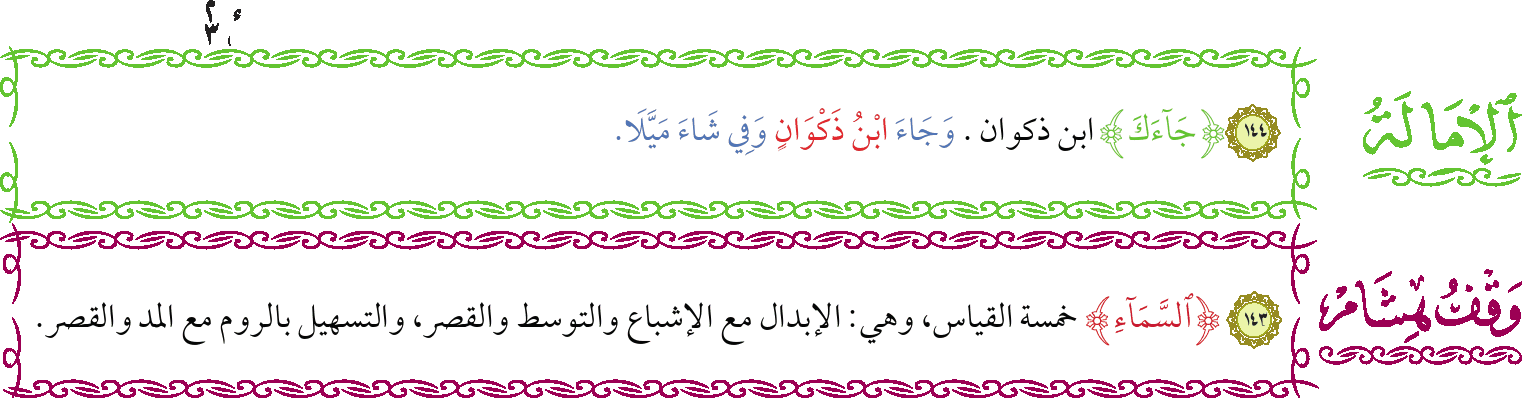 ٱلۡإِمَالَةُ
١٤٤ ﴿جَآءَكَ﴾ ابن ذكوان . وَجَاءَ ابْنُ ذَكْوَانٍ وَفِي شَاءَ مَيَّلَا.
وَقْفُ هِشَامٍ
١٤٣ ﴿ٱلسَّمَآءِ﴾ خمسة القياس، وهي: الإبدال مع الإشباع والتوسط والقصر، والتسهيل بالروم مع المد والقصر.